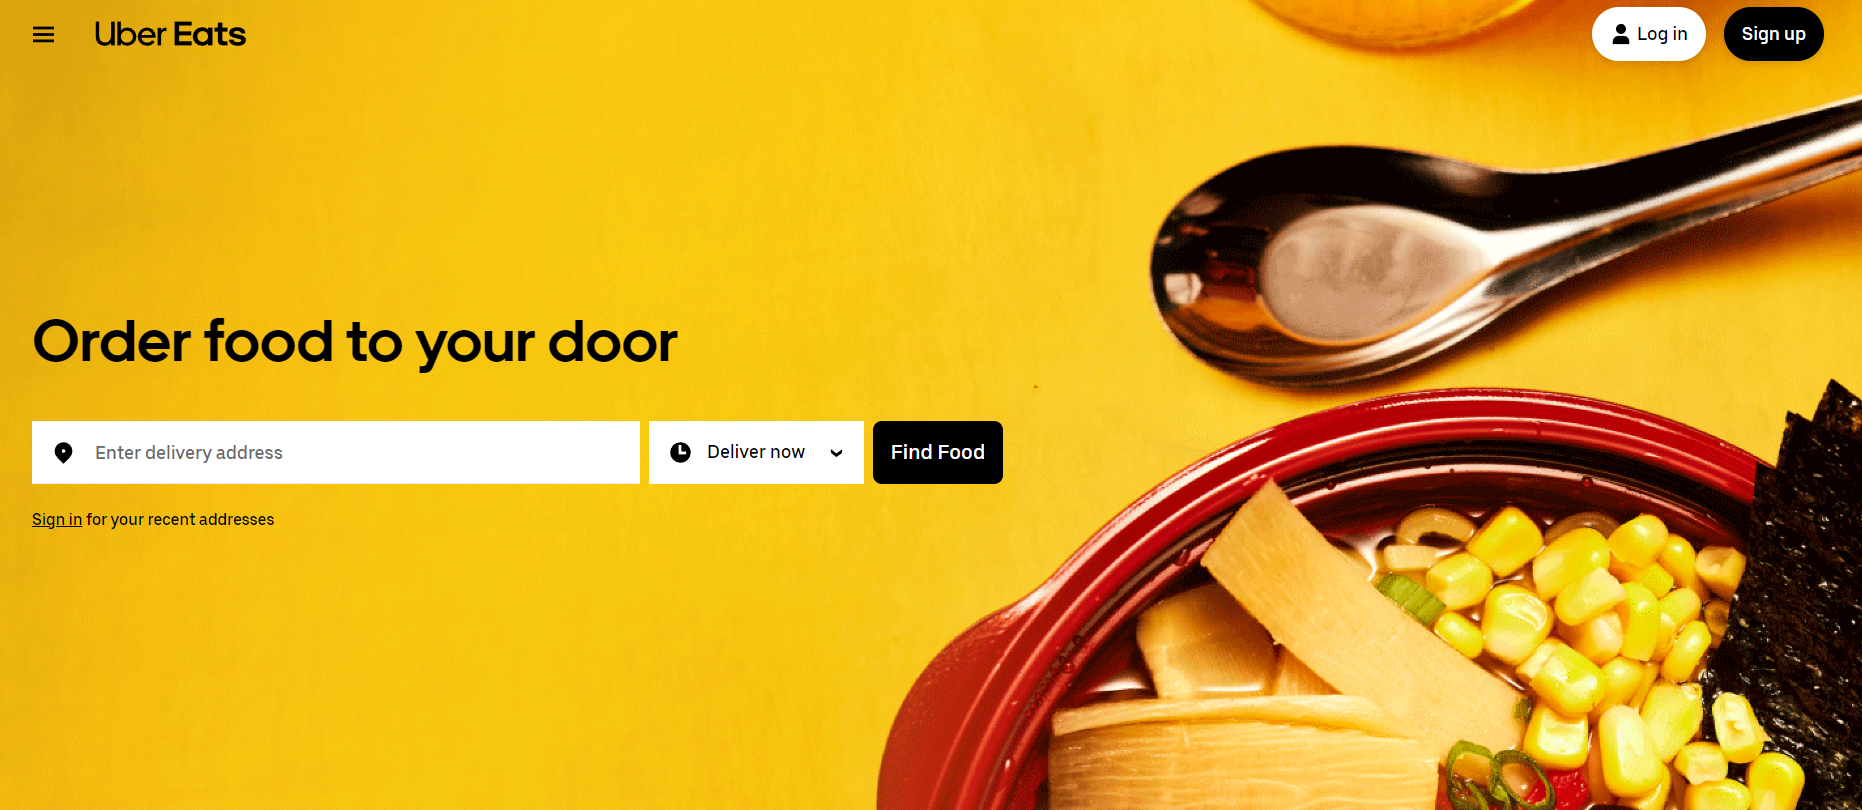 Uber Eats
Log in
Sign up
Order food to your door
Enter delivery address
Deliver now
Find Food
Sign in for your recent addresses